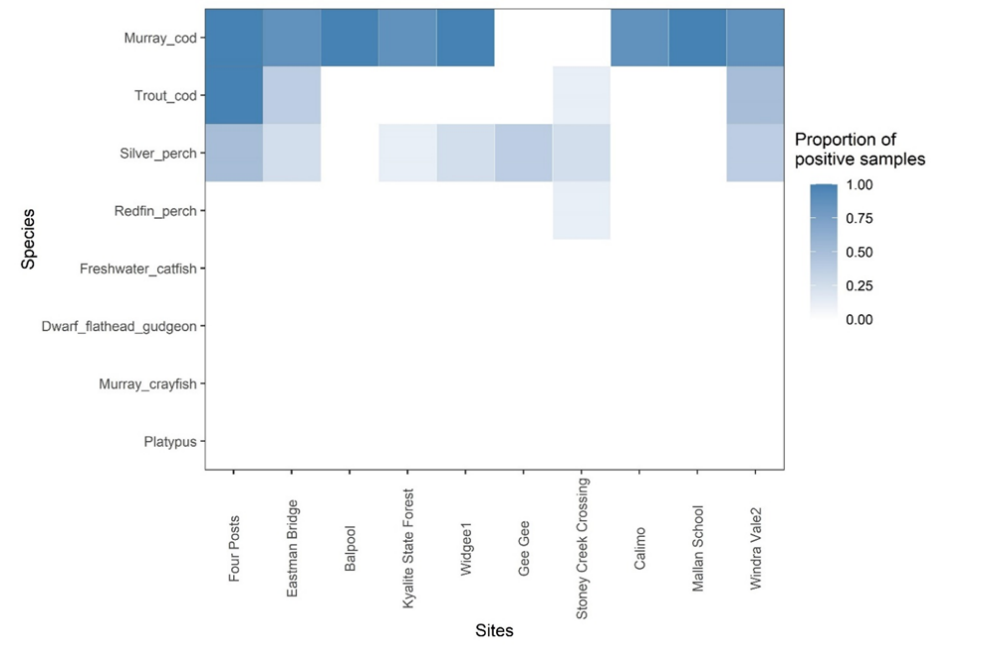 Murray_cod
Trout_cod
Silver_perch
Redfin_perch
Freshwater_catfish
Dwarf_flathead_gudgeon
Murray_crayfish
Platypus
Species
Four Posts
Eastman Bridge
Balpool
Kyalite State Forest
Widgee1
Gee Gee
Stoney Creek Crossing
Calimo
Mallan School
Windra Vale2
Sites
Proportion of
positive samples
1.00
0.75
0.50
0.25
0.00